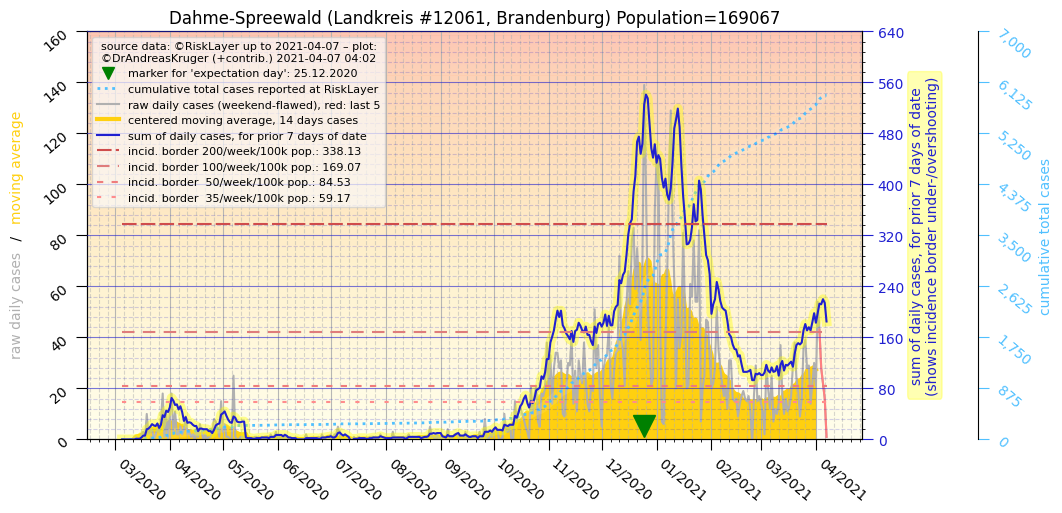 Dahme-Spreewald (Landkreis #12061, Brandenburg) Population=169067
source data: ©RiskLayer up to 2021-04-07 – plot:
©DrAndreasKruger (+contrib.) 2021-04-07 04:02
marker for 'expectation day': 25.12.2020
cumulative total cases reported at RiskLayer
raw daily cases (weekend-flawed), red: last 5
centered moving average, 14 days cases
sum of daily cases, for prior 7 days of date
incid. border 200/week/100k pop.: 338.13
incid. border 100/week/100k pop.: 169.07
incid. border  50/week/100k pop.: 84.53
incid. border  35/week/100k pop.: 59.17
raw daily cases / moving average
160
140
120
100
80
60
40
20
0
03/2020
04/2020
05/2020
06/2020
07/2020
08/2020
09/2020
10/2020
11/2020
12/2020
01/2021
02/2021
03/2021
04/2021
640
560
480
400
320
240
160
80
0
sum of daily cases, for prior 7 days of date
(shows incidence border under-/overshooting)
7,000
6,125
5,250
4,375
3,500
2,625
1,750
875
0
cumulative total cases